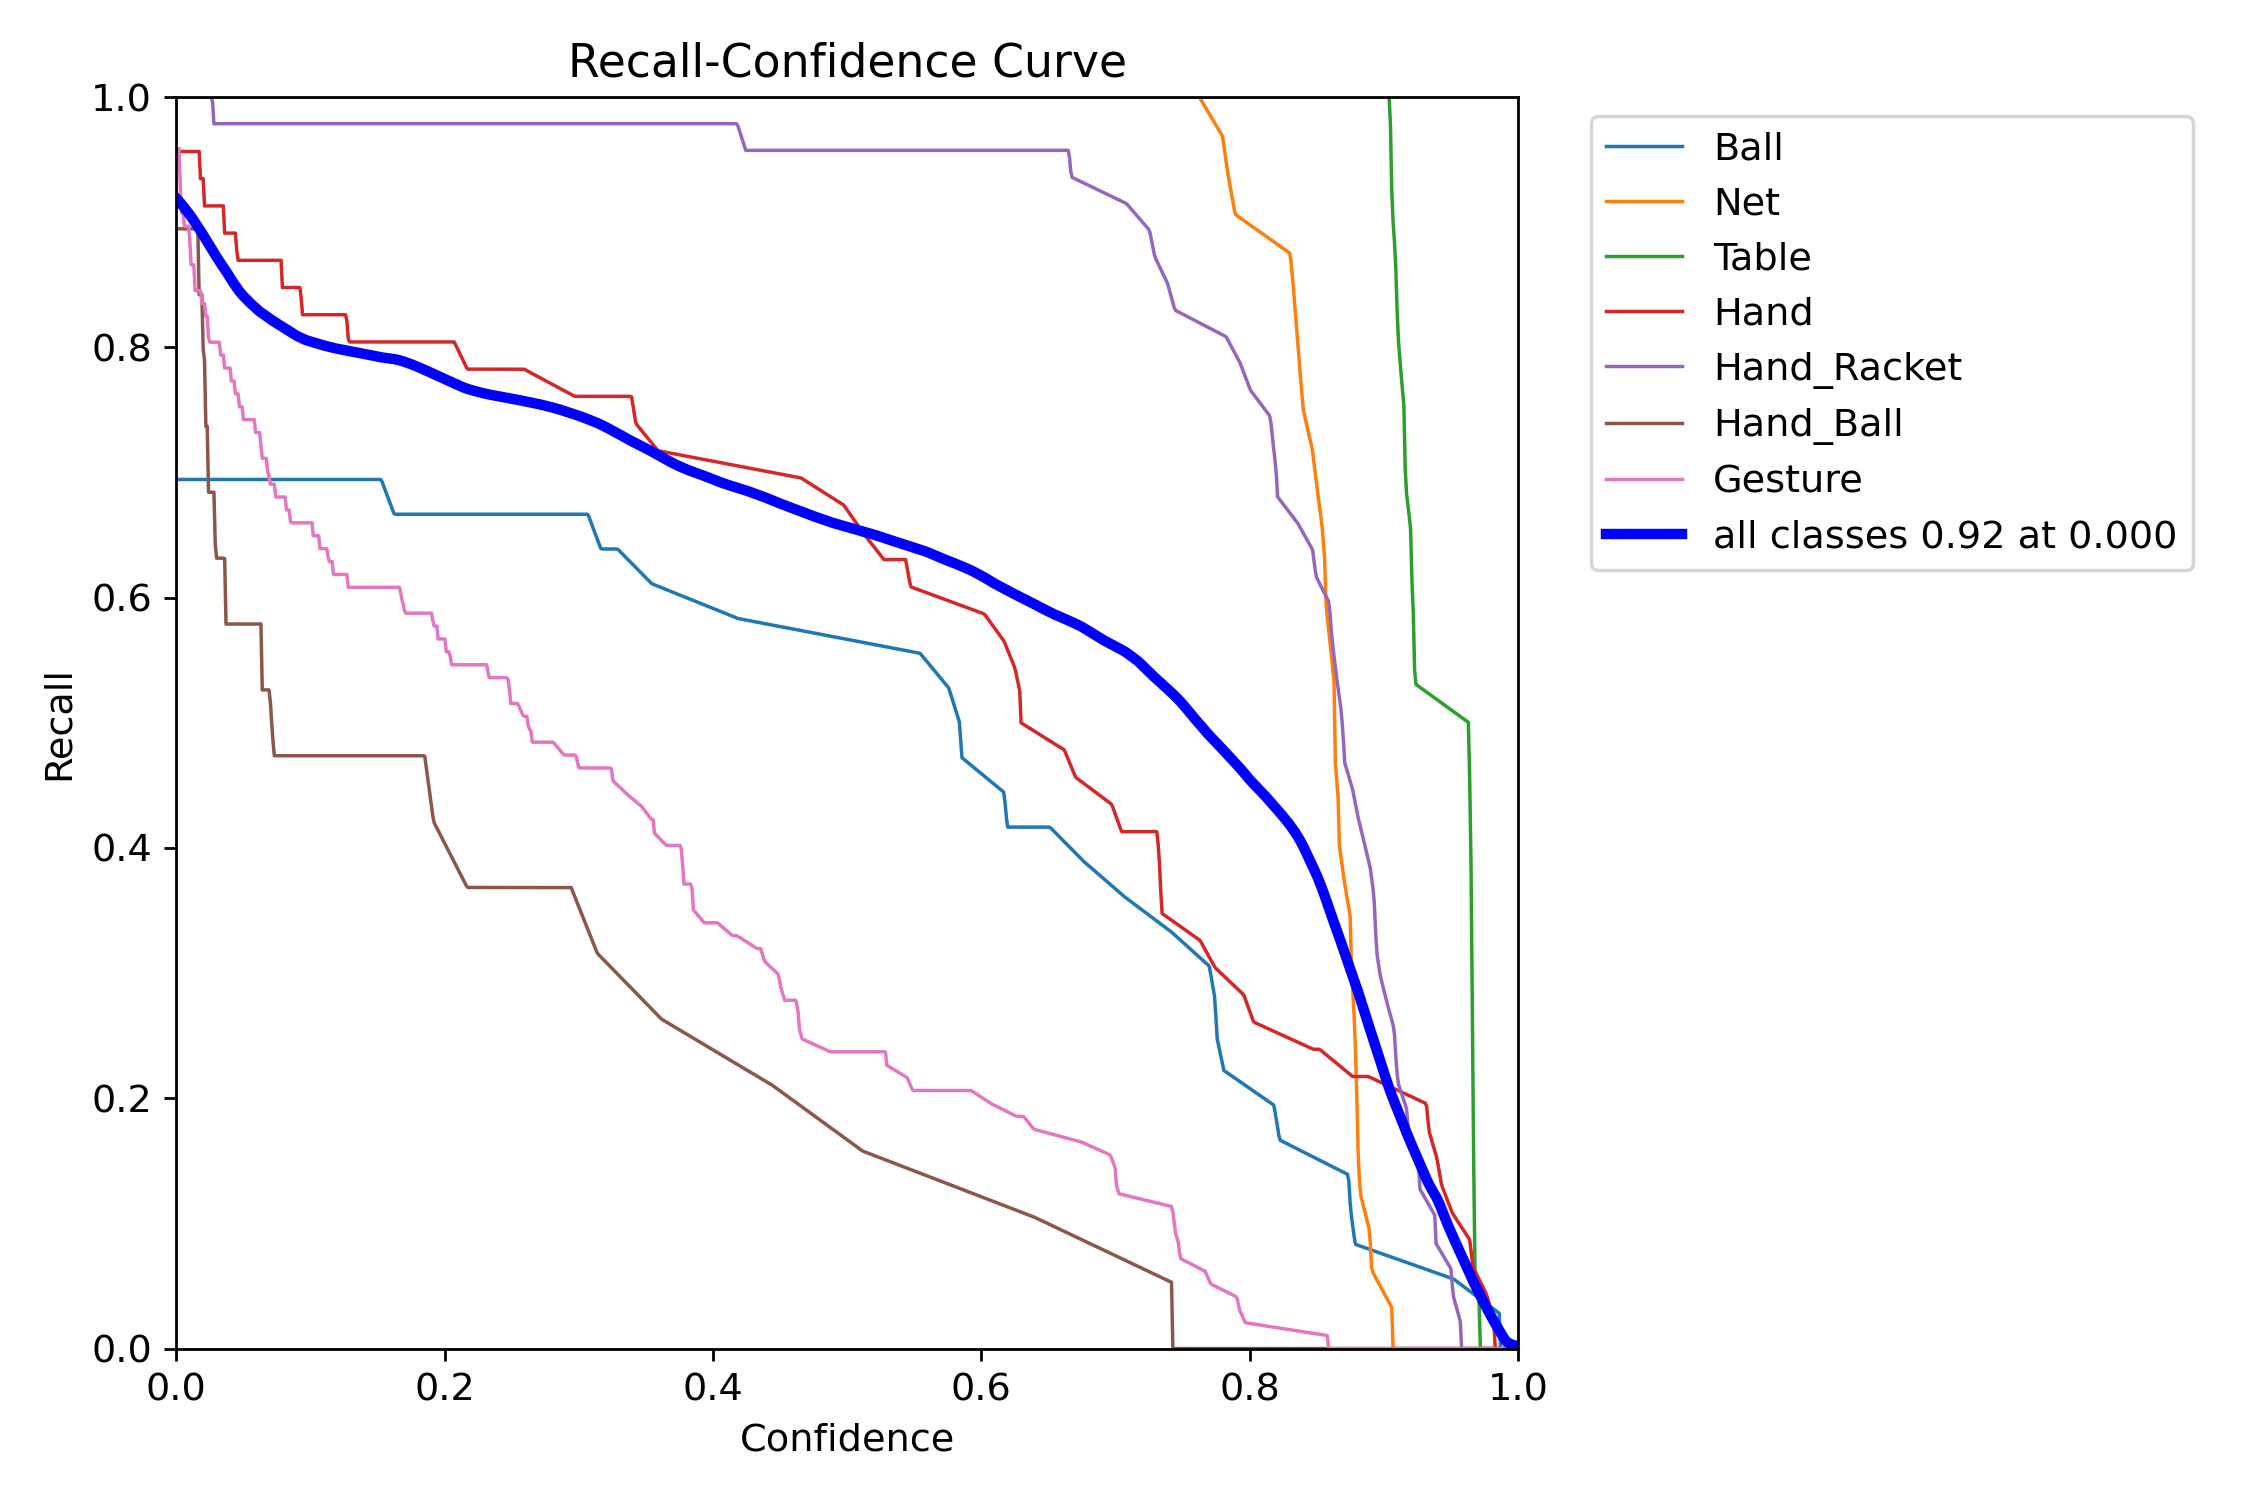 Recall-Confidence Curve
1.0
0.8
0.6
0.4
0.2
0.0
Recall
0.0 0.2 0.4 0.6 0.8 1.0
Confidence
Ball
Net
Table
Hand
Hand_Racket
Hand_Ball
Gesture
all classes 0.92 at 0.000